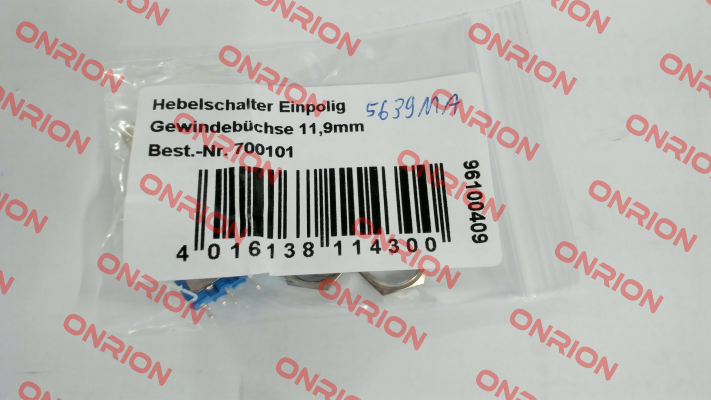 Hebelschalter Einpolig 5639MA
Gewindebüchse 11,9mm
Best.-Nr. 700101
4 016138 114300
96100409
ONRION